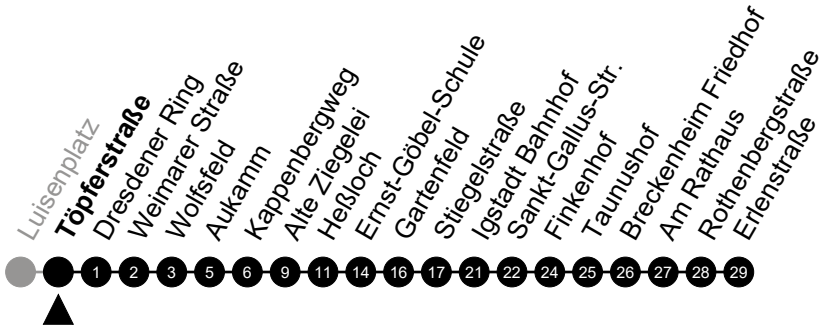 Luisenplatz
Töpferstraße
Dresdener Ring
Weimarer Straße
Wolfsfeld
Aukamm
Kappenbergweg
Alte Ziegelei
Heßloch
Ernst-Göbel-Schule
Gartenfeld
Stiegelstraße
Igstadt Bahnhof
Sankt-Gallus-Str.
Finkenhof
Taunushof
Breckenheim Friedhof
Am Rathaus
Rothenbergstraße
Erlenstraße
1 2 3 5 6 9 11 14 16 17 21 22 24 25 26 27 28 29